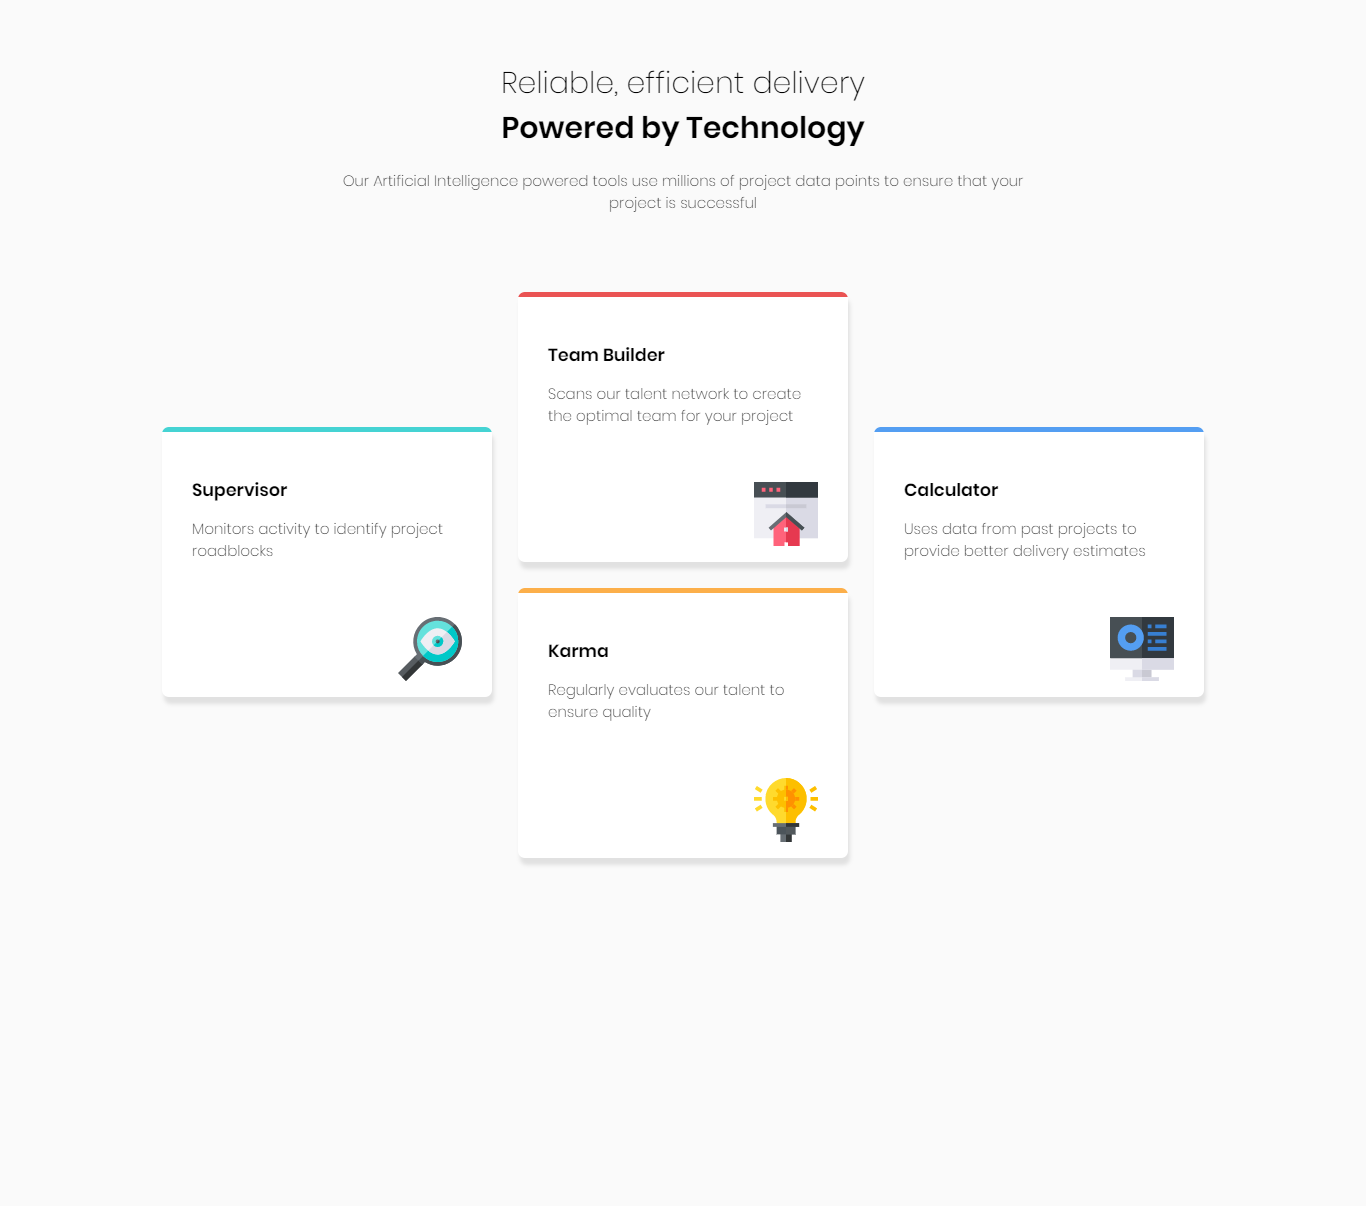 Reliable, efficient delivery
Powered by Technology
Our Artificial Intelligence powered tools use millions of project data points to ensure that your
project is successful
Team Builder
Scans our talent network to create
the optimal team for your project
Supervisor
Monitors activity to identify project
roadblocks
Calculator
Uses data from past projects to
provide better delivery estimates
Karma
Regularly evaluates our talent to
ensure quality